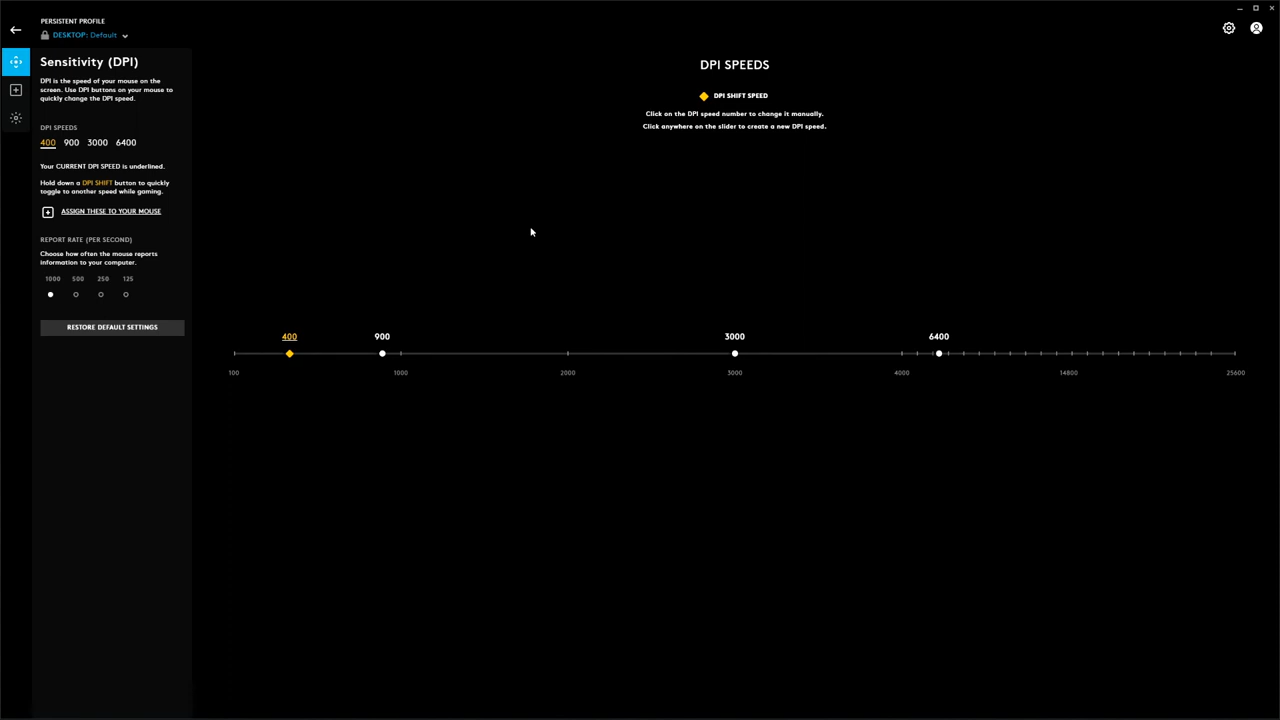 PERSISTENT PROFILE
DESKTOP: Default
Sensitivity (DPI)
DPI is the speed of your mouse on the
screen. Use DPI buttons on your mouse to
quickly change the DPI speed.
DPI SPEEDS
400 900 3000 6400
Your CURRENT DPI SPEED is underlined.
Hold down a DPI SHIFT button to quickly
toggle to another speed while gaming.
ASSIGN THESE TO YOUR MOUSE
REPORT RATE (PER SECOND)
Choose how often the mouse reports
information to your computer.
1000 500 250 125
RESTORE DEFAULT SETTINGS
DPI SPEEDS
DPI SHIFT SPEED
Click on the DPI speed number to change it manually.
Click anywhere on the slider to create a new DPI speed.
400 900 3000 6400
100 1000 2000 3000 4000 14800 25600